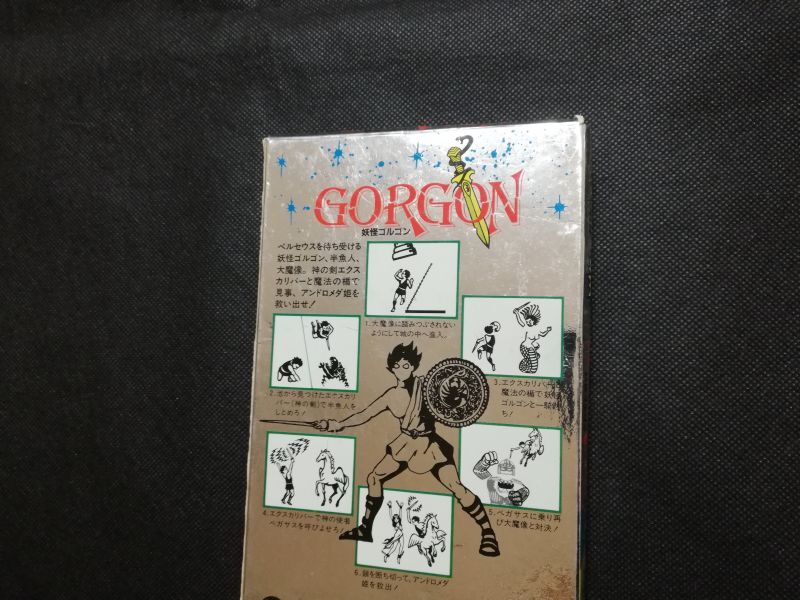 GORGON
妖怪ゴルゴン
ペルセウスを待ち受ける
妖怪ゴルゴン、半魚人、
大魔像。神の剣エクス
カリバーと魔法の楯で
見事、アンドロメダ姫を
救い出せ!
1.大魔像に踏みつぶされない
ようにして城の中へ進入。
2.池から見つけたエクスカリ
バー(神の剣)で半魚人を
しとめろ!
3.エクスカリバーと
魔法の楯で妖怪
ゴルゴンと一騎
ち!
4.エクスカリバーで神の使者
ペガサスを呼びよせろ!
5.ペガサスに乗り再
び大魔像と対決!
6.鎖を断ち切って、アンドロメダ
姫を救出!